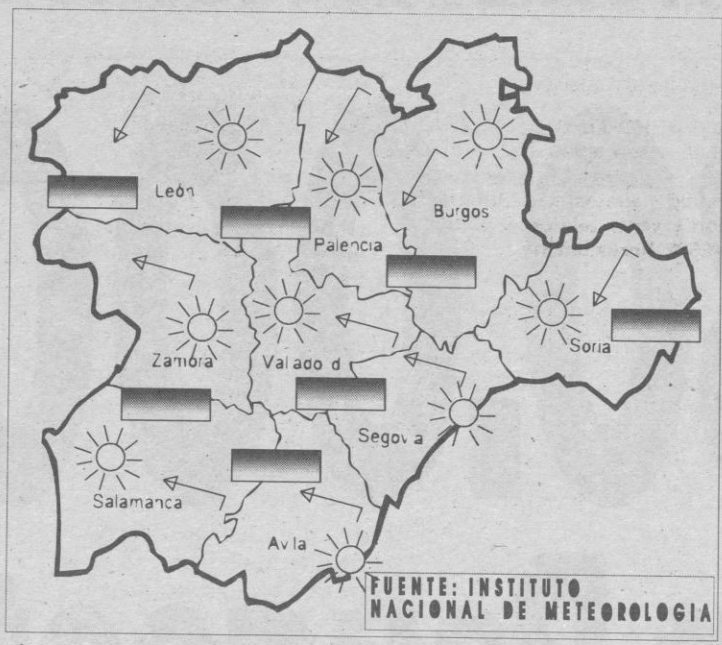 León
Burgos
Palencia
Soria
Zamora
Valado d
Segov a
Salamanca
Av la
FUENTE: INSTITUTO
NACIONAL DE METEOROLOGIA